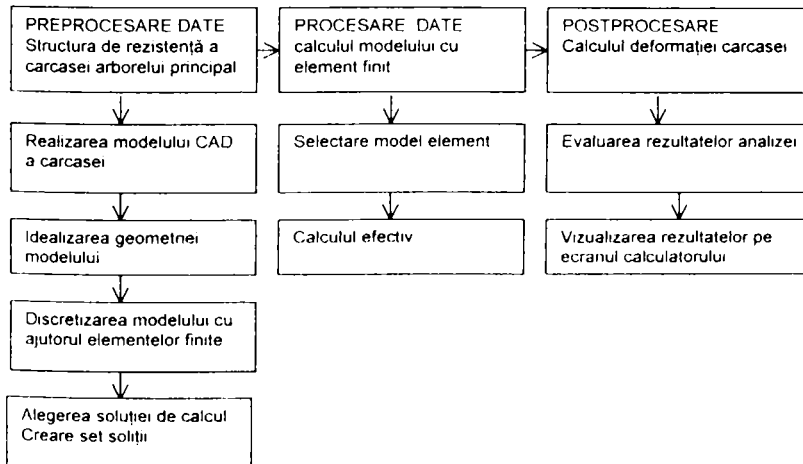 PREPROCESARE DATE
Structura de rezistență a
carcasei arborelui principal
PROCESARE DATE
calculul modelului cu
element finit
POSTPROCESARE
Calculul deformației carcasei
Realizarea modelului CAD
a carcasei
Selectare model element
Evaluarea rezultatelor analizei
Idealizarea geometnei
modelului
Calculul efectiv
Vizualizarea rezultatelor pe
ecranul calculatorului
Discretizarea modelului cu
ajutorul elementelor finite
Alegerea soluției de calcul
Creare set soliții